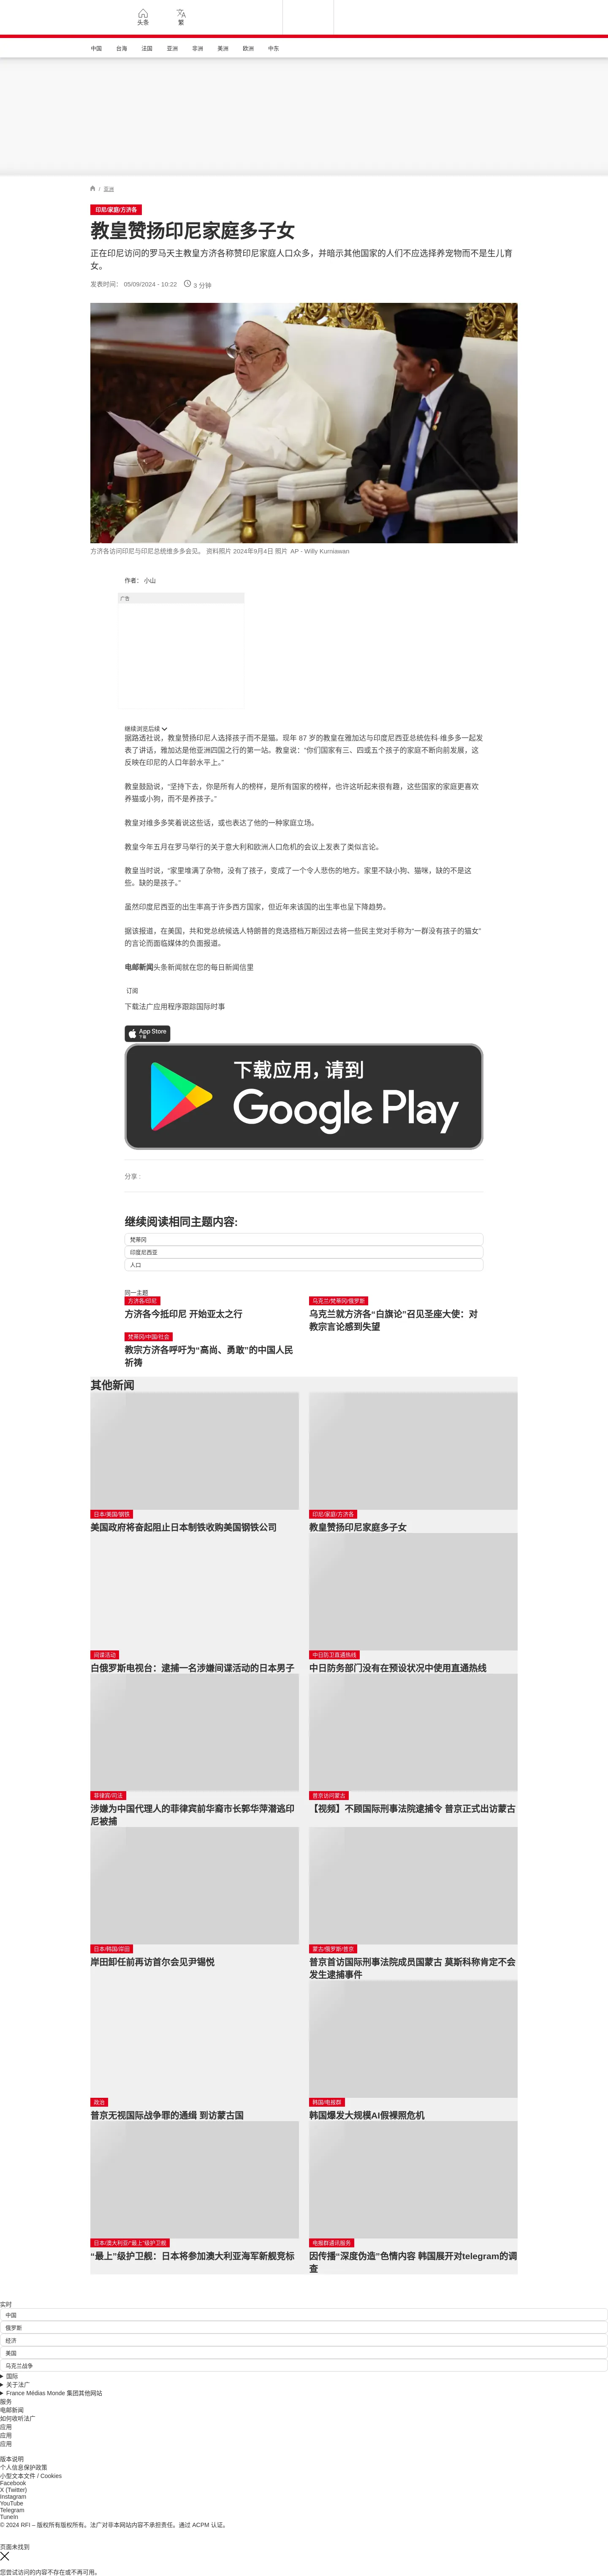 头条
繁
中国
台海
法国
亚洲
非洲
美洲
欧洲
中东
/ 亚洲
印尼/家庭/方济各
教皇赞扬印尼家庭多子女
正在印尼访问的罗马天主教皇方济各称赞印尼家庭人口众多，并暗示其他国家的人们不应选择养宠物而不是生儿育
女。
发表时间： 05/09/2024 - 10:22
3 分钟
方济各访问印尼与印尼总统维多多会见。 资料照片 2024年9月4日 照片 AP - Willy Kurniawan
作者： 小山
广告
继续浏览后续
据路透社说，教皇赞扬印尼人选择孩子而不是猫。现年 87 岁的教皇在雅加达与印度尼西亚总统佐科·维多多一起发
表了讲话，雅加达是他亚洲四国之行的第一站。教皇说：“你们国家有三、四或五个孩子的家庭不断向前发展，这
反映在印尼的人口年龄水平上。”
教皇鼓励说，“坚持下去，你是所有人的榜样，是所有国家的榜样，也许这听起来很有趣，这些国家的家庭更喜欢
养猫或小狗，而不是养孩子。”
教皇对维多多笑着说这些话，或也表达了他的一种家庭立场。
教皇今年五月在罗马举行的关于意大利和欧洲人口危机的会议上发表了类似言论。
教皇当时说，“家里堆满了杂物，没有了孩子，变成了一个令人悲伤的地方。家里不缺小狗、猫咪，缺的不是这
些、缺的是孩子。”
虽然印度尼西亚的出生率高于许多西方国家，但近年来该国的出生率也呈下降趋势。
据该报道，在美国，共和党总统候选人特朗普的竞选搭档万斯因过去将一些民主党对手称为“一群没有孩子的猫女”
的言论而面临媒体的负面报道。
电邮新闻头条新闻就在您的每日新闻信里
订阅
下载法广应用程序跟踪国际时事
App Store
下载
下载应用，请到
Google Play
分享 :
继续阅读相同主题内容:
梵蒂冈
印度尼西亚
人口
同一主题
方济各/印尼
方济各今抵印尼 开始亚太之行
乌克兰/梵蒂冈/俄罗斯
乌克兰就方济各“白旗论”召见圣座大使：对
教宗言论感到失望
梵蒂冈/中国/社会
教宗方济各呼吁为“高尚、勇敢”的中国人民
祈祷
其他新闻
日本/美国/钢铁
美国政府将奋起阻止日本制铁收购美国钢铁公司
印尼/家庭/方济各
教皇赞扬印尼家庭多子女
间谍活动
白俄罗斯电视台：逮捕一名涉嫌间谍活动的日本男子
中日防卫直通热线
中日防务部门没有在预设状况中使用直通热线
菲律宾/司法
涉嫌为中国代理人的菲律宾前华裔市长郭华萍潜逃印
尼被捕
普京访问蒙古
【视频】不顾国际刑事法院逮捕令 普京正式出访蒙古
日本/韩国/岸田
岸田卸任前再访首尔会见尹锡悦
蒙古/俄罗斯/普京
普京首访国际刑事法院成员国蒙古 莫斯科称肯定不会
发生逮捕事件
政治
普京无视国际战争罪的通缉 到访蒙古国
韩国/电报群
韩国爆发大规模AI假裸照危机
日本/澳大利亚/“最上”级护卫舰
“最上”级护卫舰：日本将参加澳大利亚海军新舰竞标
电报群通讯服务
因传播“深度伪造”色情内容 韩国展开对telegram的调
查
实时
中国
俄罗斯
经济
美国
乌克兰战争
国际
关于法广
France Médias Monde 集团其他网站
服务
电邮新闻
如何收听法广
应用
应用
应用
版本说明
个人信息保护政策
小型文本文件 / Cookies
Facebook
X (Twitter)
Instagram
YouTube
Telegram
TuneIn
© 2024 RFI – 版权所有版权所有。法广对非本网站内容不承担责任。通过 ACPM 认证。
页面未找到
您尝试访问的内容不存在或不再可用。